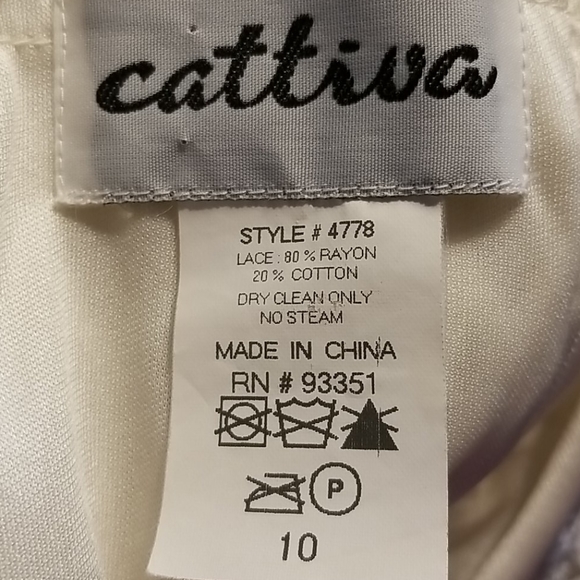 cattiva
STYLE # 4778
LACE : 80 % RAYON
20 % COTTON
DRY CLEAN ONLY
NO STEAM
MADE IN CHINA
RN # 93351
P
10